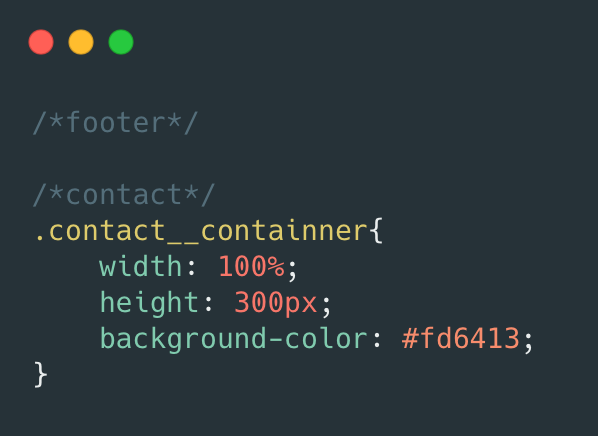 /*footer*/
/*contact*/
.contact__containner{
    width: 100%;
    height: 300px;
    background-color: #fd6413;
}